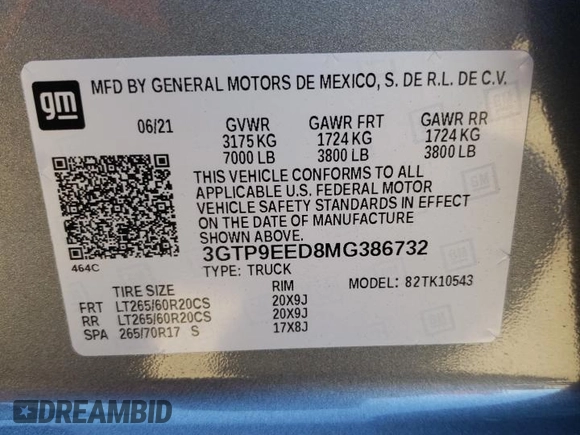 gm
MFD BY GENERAL MOTORS DE MEXICO, S. DE R.L. DE C.V.
06/21 GVWR GAWR FRT GAWR RR
3175 KG 1724 KG 1724 KG
7000 LB 3800 LB 3800 LB
THIS VEHICLE CONFORMS TO ALL
APPLICABLE U.S. FEDERAL MOTOR
VEHICLE SAFETY STANDARDS IN EFFECT
ON THE DATE OF MANUFACTURE
SHOWN ABOVE.
3GTP9EED8MG386732
464C TYPE: TRUCK
TIRE SIZE RIM MODEL: 82TK10543
FRT LT265/60R20CS 20X9J
RR LT265/60R20CS 20X9J
SPA 265/70R17 S 17X8J
GM
DREAMBID